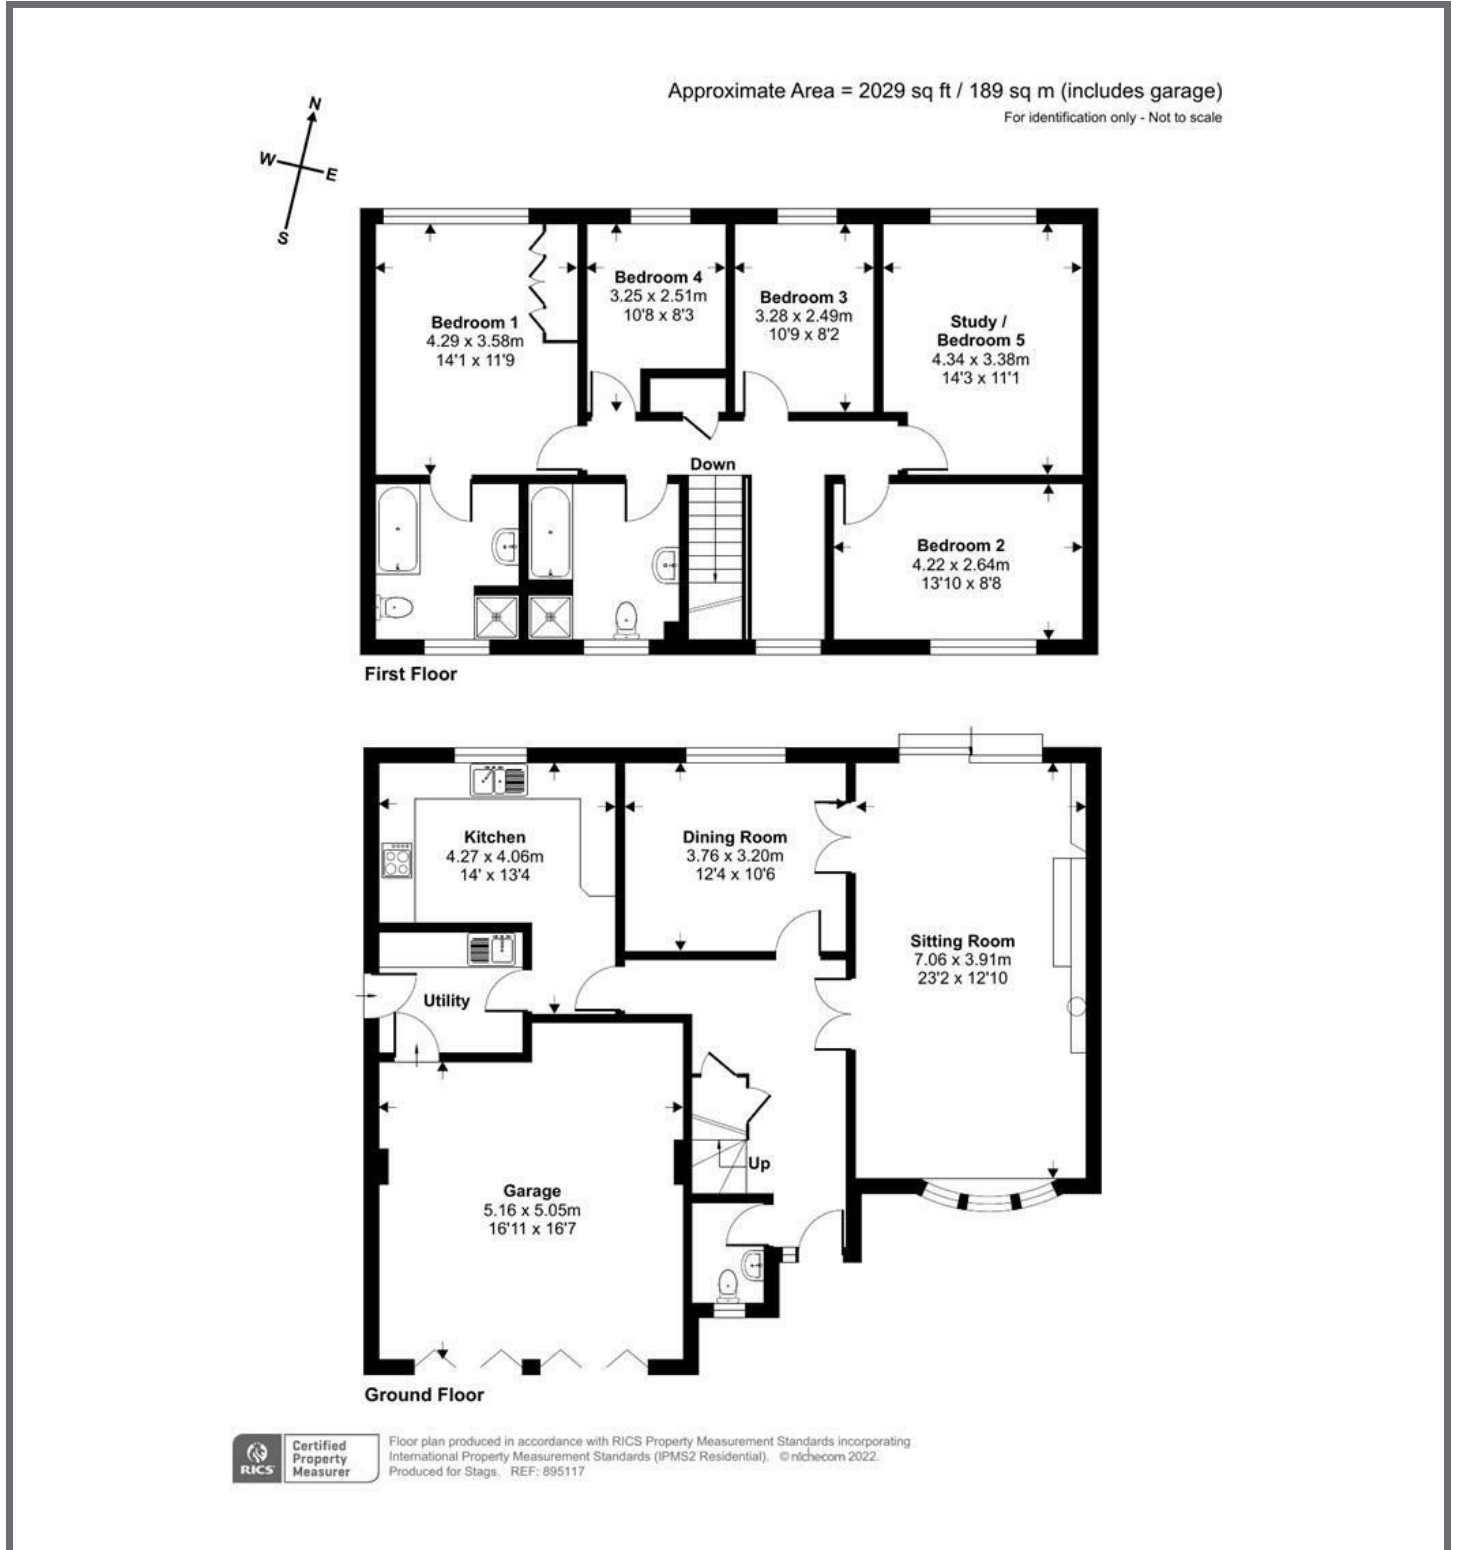 Approximate Area = 2029 sq ft / 189 sq m (includes garage)
For identification only - Not to scale
N
W
E
S
Bedroom 1
4.29 x 3.58m
14'1 x 11'9
Bedroom 4
3.25 x 2.51m
10'8 x 8'3
Bedroom 3
3.28 x 2.49m
10'9 x 8'2
Study /
Bedroom 5
4.34 x 3.38m
14'3 x 11'1
Down
Bedroom 2
4.22 x 2.64m
13'10 x 8'8
First Floor
Kitchen
4.27 x 4.06m
14' x 13'4
Dining Room
3.76 x 3.20m
12'4 x 10'6
Sitting Room
7.06 x 3.91m
23'2 x 12'10
Utility
Up
Garage
5.16 x 5.05m
16'11 x 16'7
Ground Floor
RICS
Certified
Property
Measurer
Floor plan produced in accordance with RICS Property Measurement Standards incorporating
International Property Measurement Standards (IPMS2 Residential). © nichecom 2022.
Produced for Stags. REF: 895117